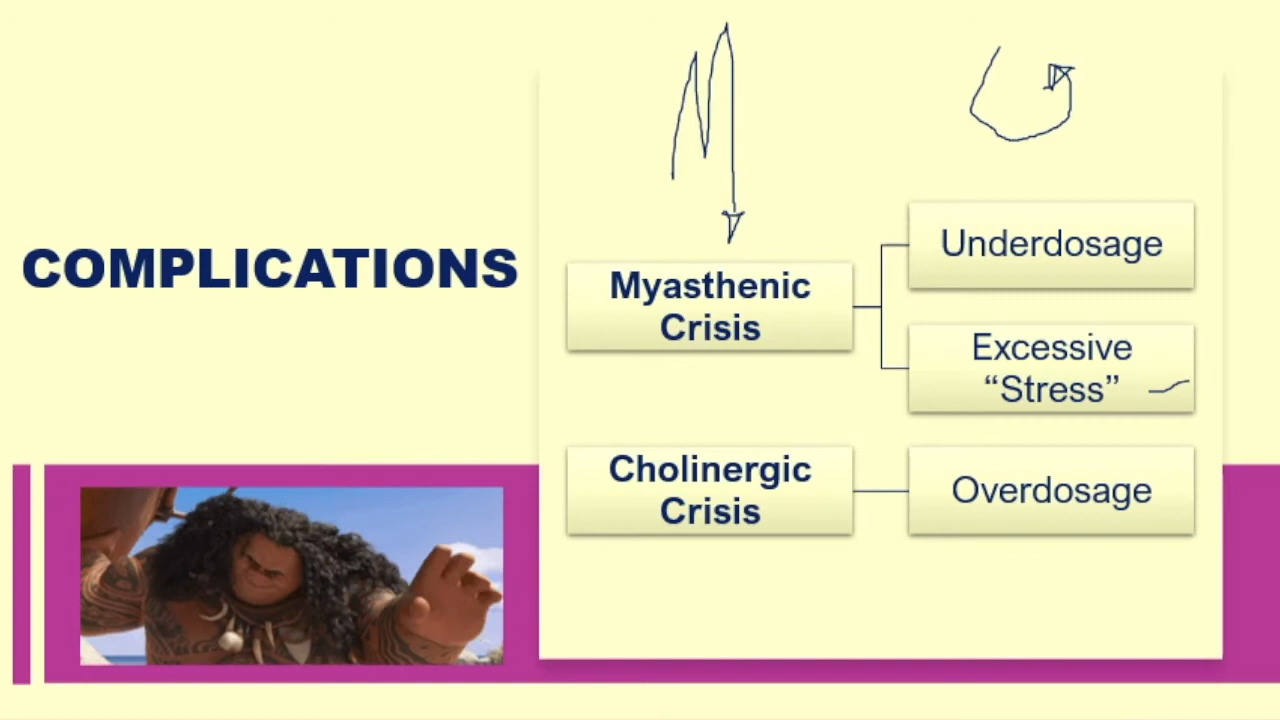 M
COMPLICATIONS
Myasthenic
Crisis
Underdosage
Excessive
“Stress”
Cholinergic
Crisis
Overdosage